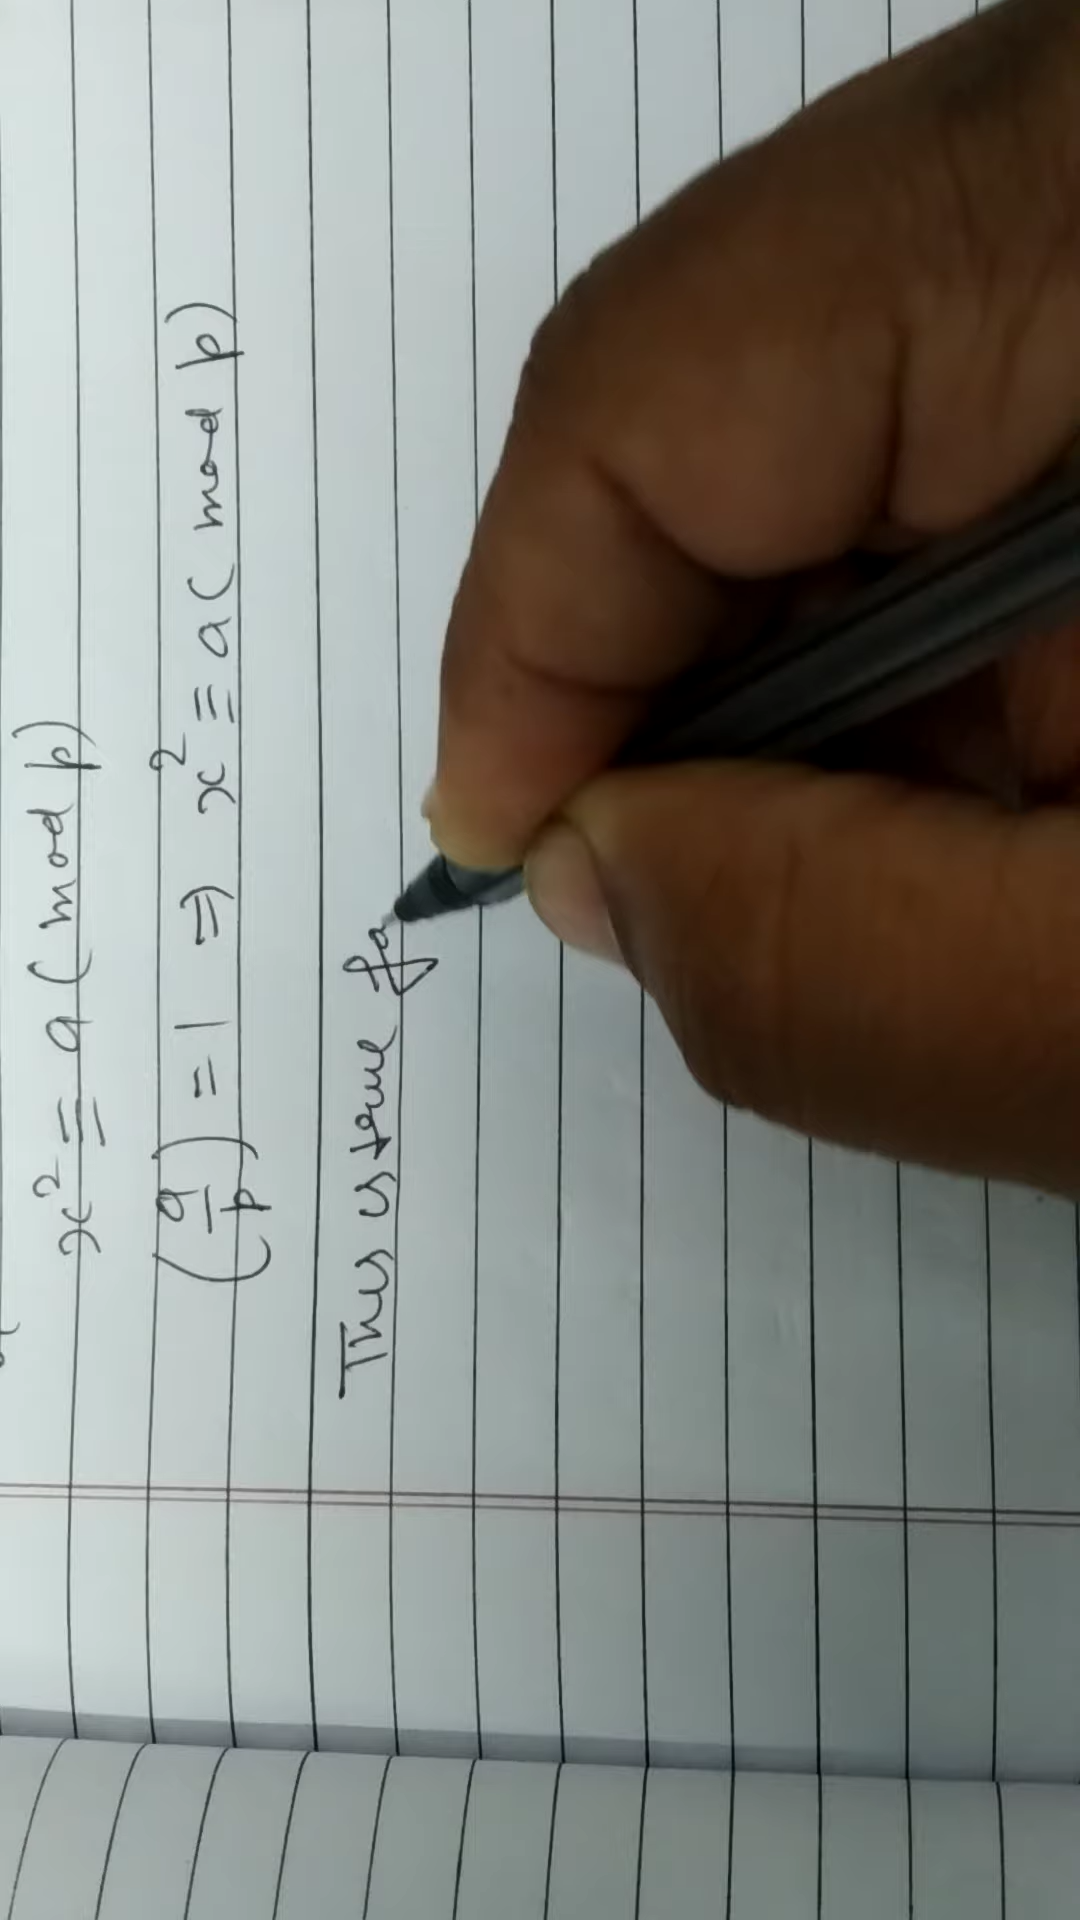 x² ≡ a (mod p)
(a/p) = 1 ⇒ x² ≡ a (mod p)
This is true fo